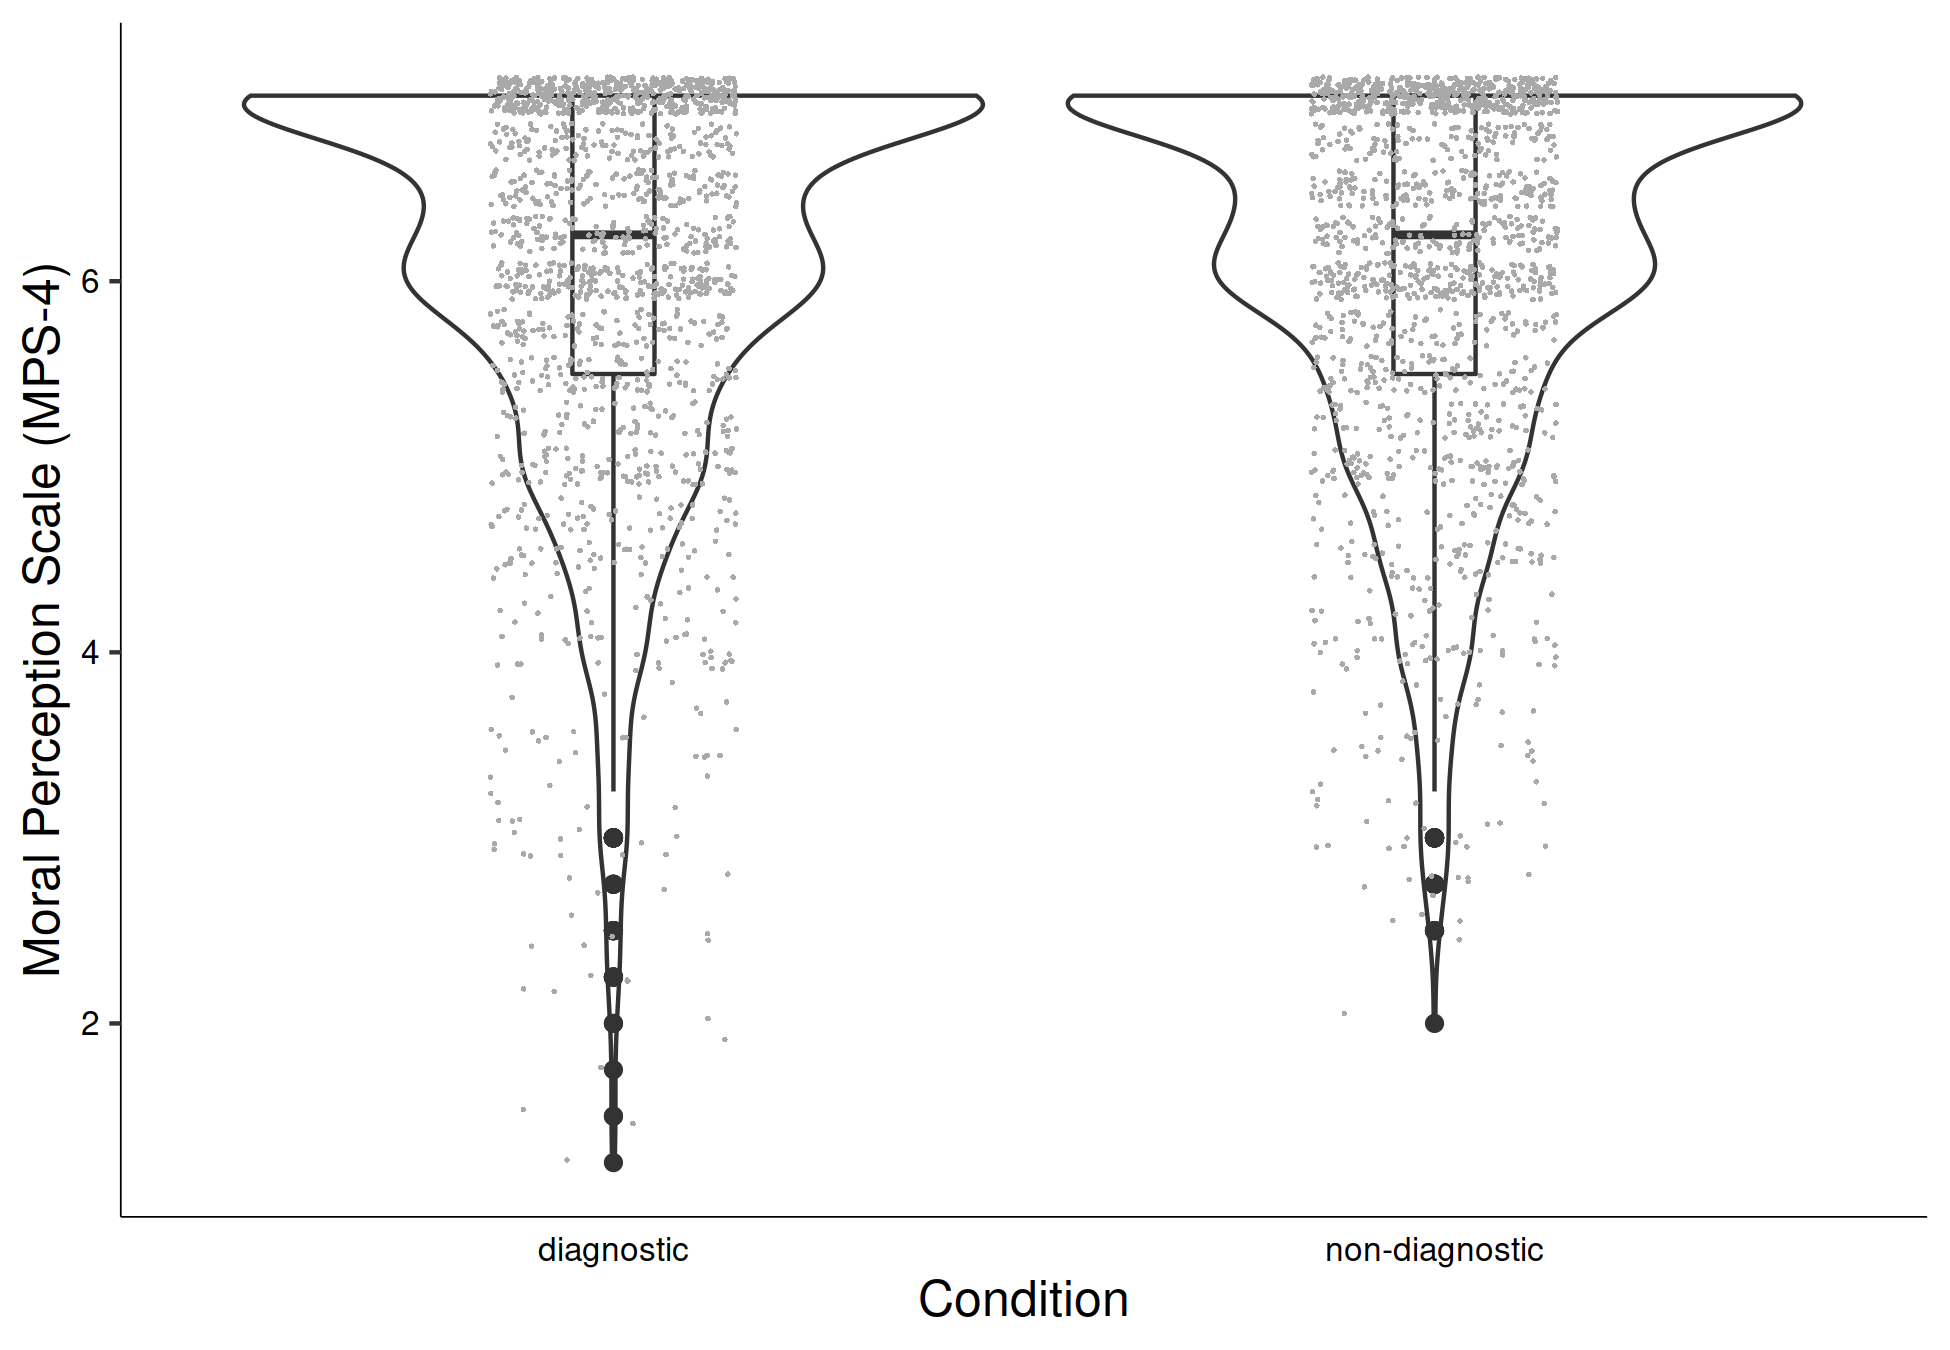 Moral Perception Scale (MPS-4)
6
4
2
diagnostic
non-diagnostic
Condition